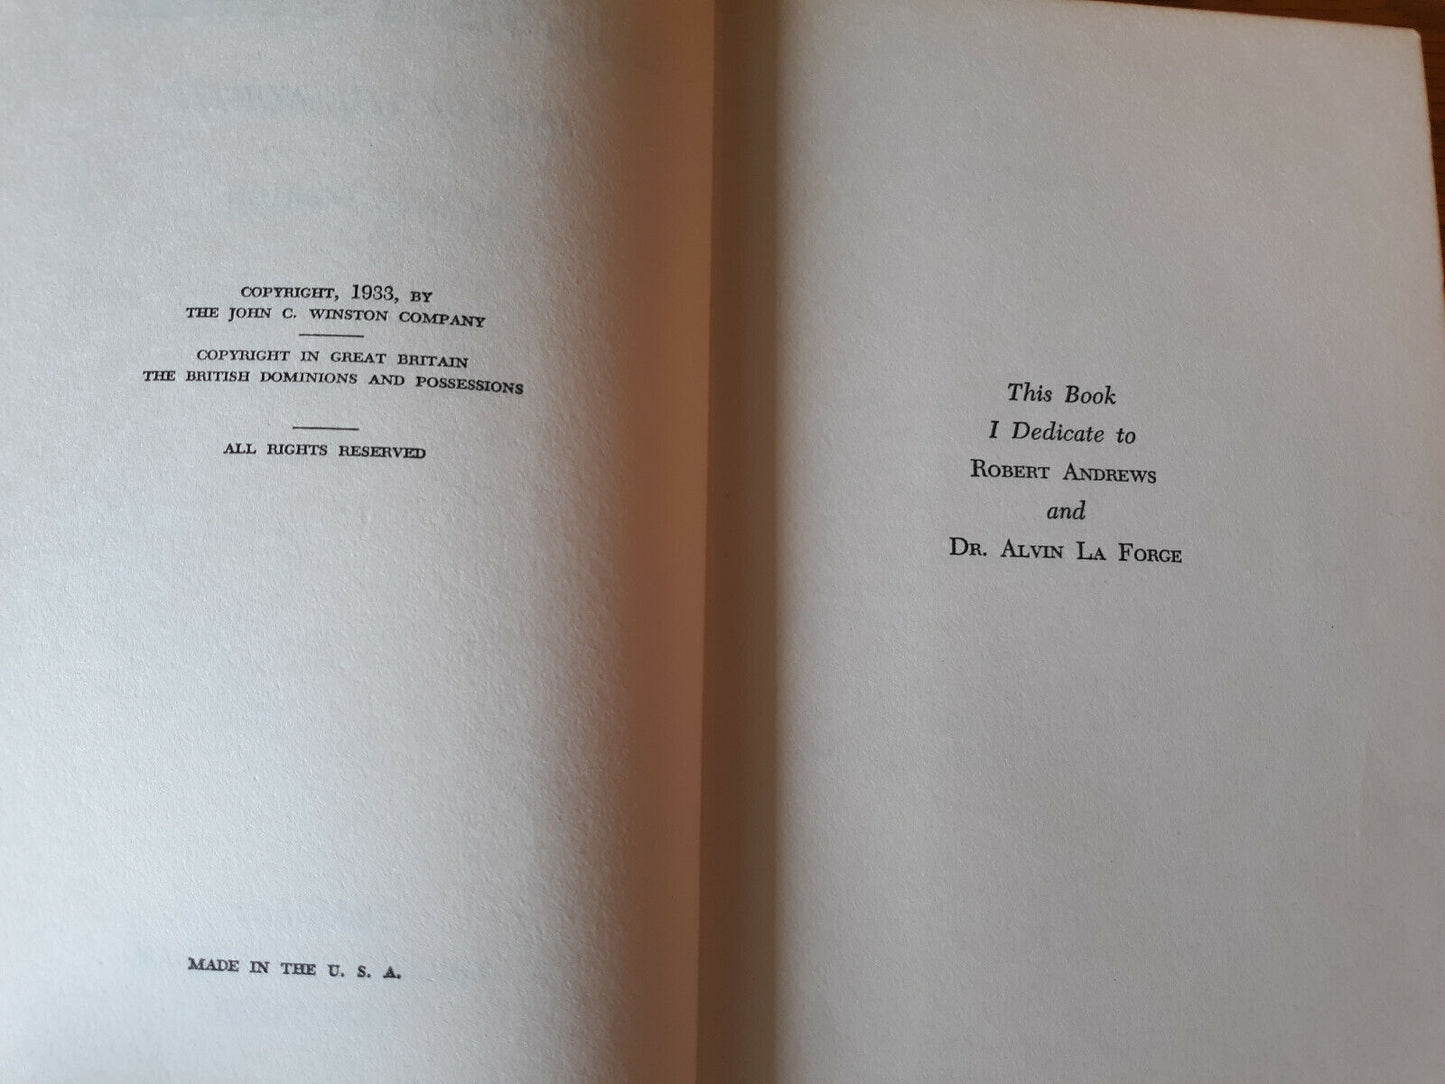 COPYRIGHT, 1933, BY
THE JOHN C. WINSTON COMPANY
COPYRIGHT IN GREAT BRITAIN
THE BRITISH DOMINIONS AND POSSESSIONS
ALL RIGHTS RESERVED
MADE IN THE U. S. A.
This Book
I Dedicate to
ROBERT ANDREWS
and
DR. ALVIN LA FORGE